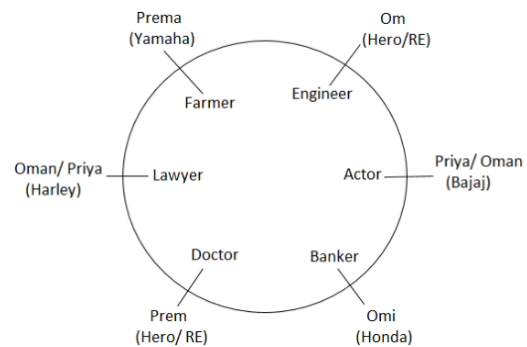 Prema
(Yamaha)
Om
(Hero/RE)
Farmer
Engineer
Oman/ Priya
(Harley)
Lawyer
Actor
Priya/ Oman
(Bajaj)
Doctor
Banker
Prem
(Hero/ RE)
Omi
(Honda)